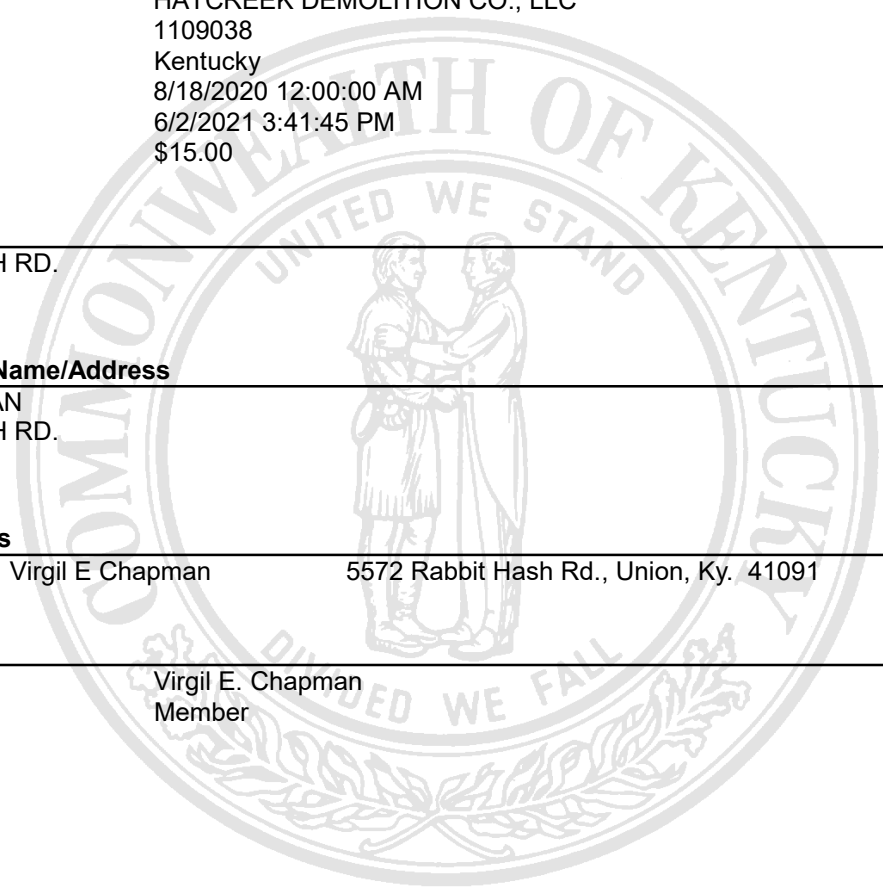 DEMOLITION CO., LLC
1109038
Kentucky
8/18/2020 12:00:00 AM
6/2/2021 3:41:45 PM
$15.00
H RD.
Name/Address
AN
H RD.
s
Virgil E Chapman 5572 Rabbit Hash Rd., Union, Ky. 41091
Virgil E. Chapman
Member
COMMONWEALTH OF KENTUCKY
UNITED WE STAND
DIVIDED WE FALL